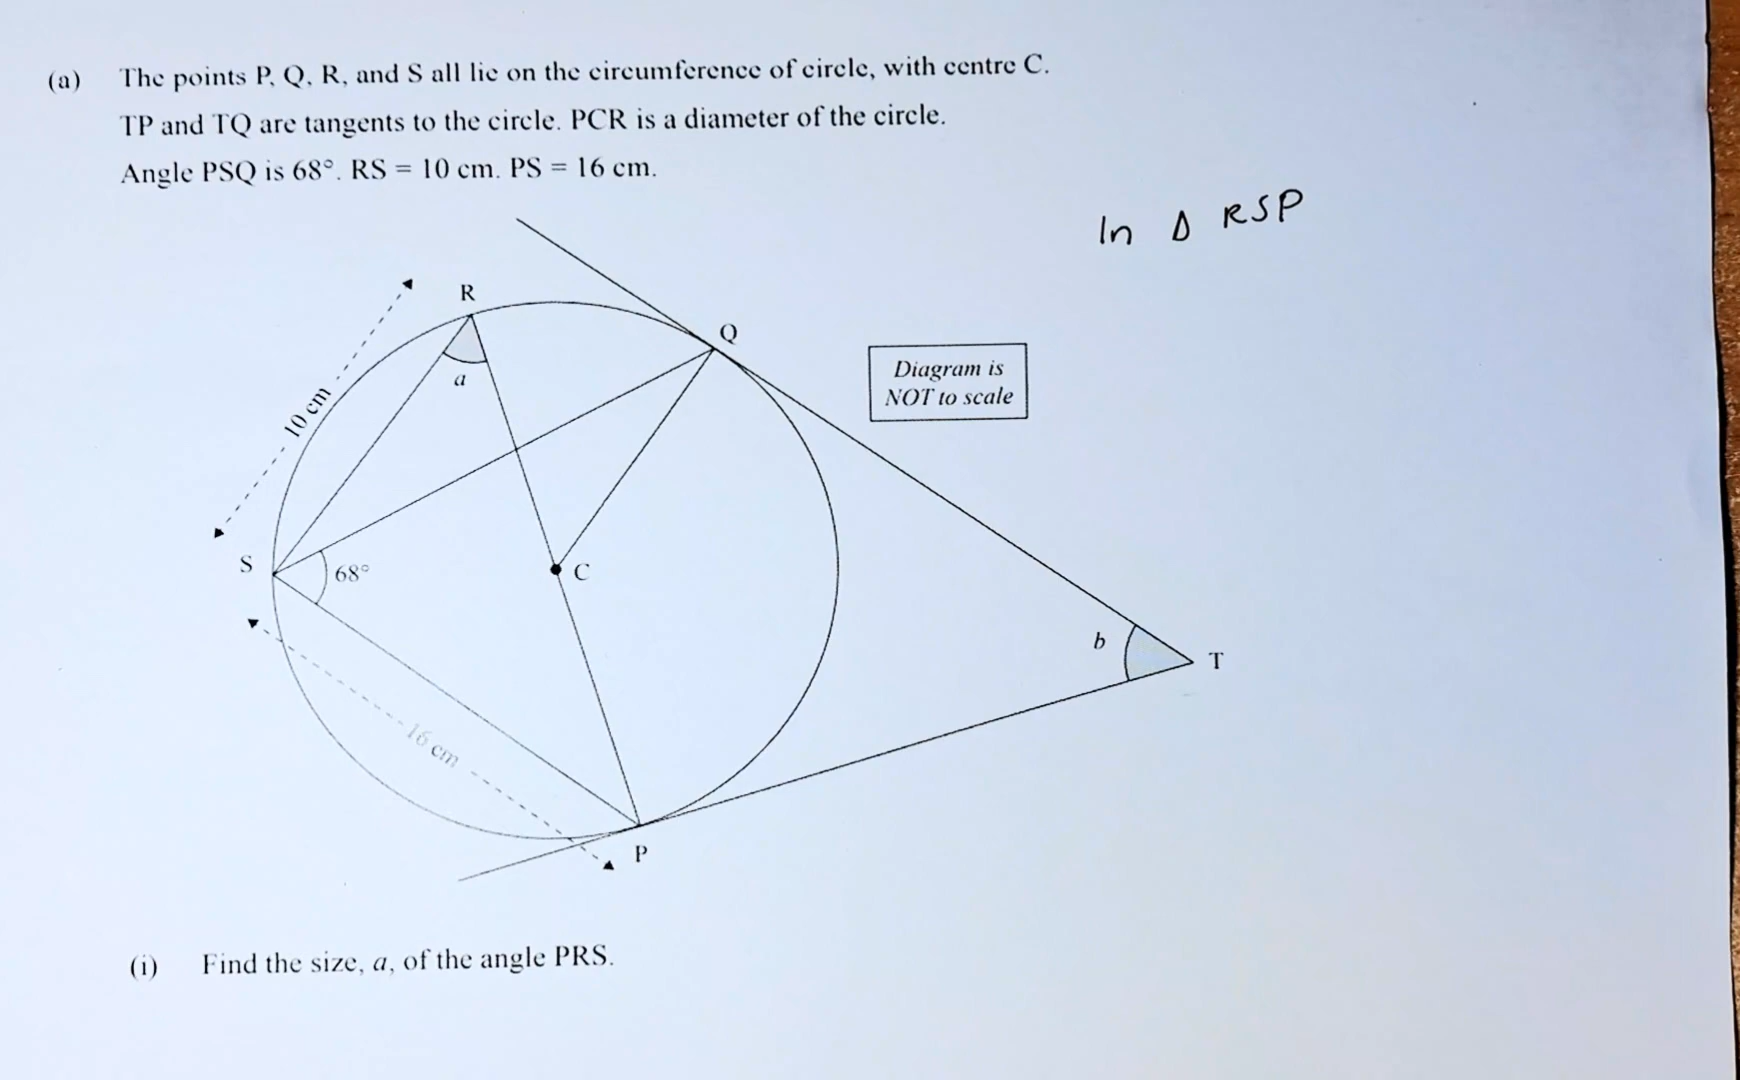 (a) The points P, Q, R, and S all lie on the circumference of circle, with centre C.
TP and TQ are tangents to the circle. PCR is a diameter of the circle.
Angle PSQ is 68°. RS = 10 cm. PS = 16 cm.
In Δ RSP
R
Q
Diagram is
NOT to scale
a
10 cm
S
68°
C
b
T
16 cm
P
(i) Find the size, a, of the angle PRS.